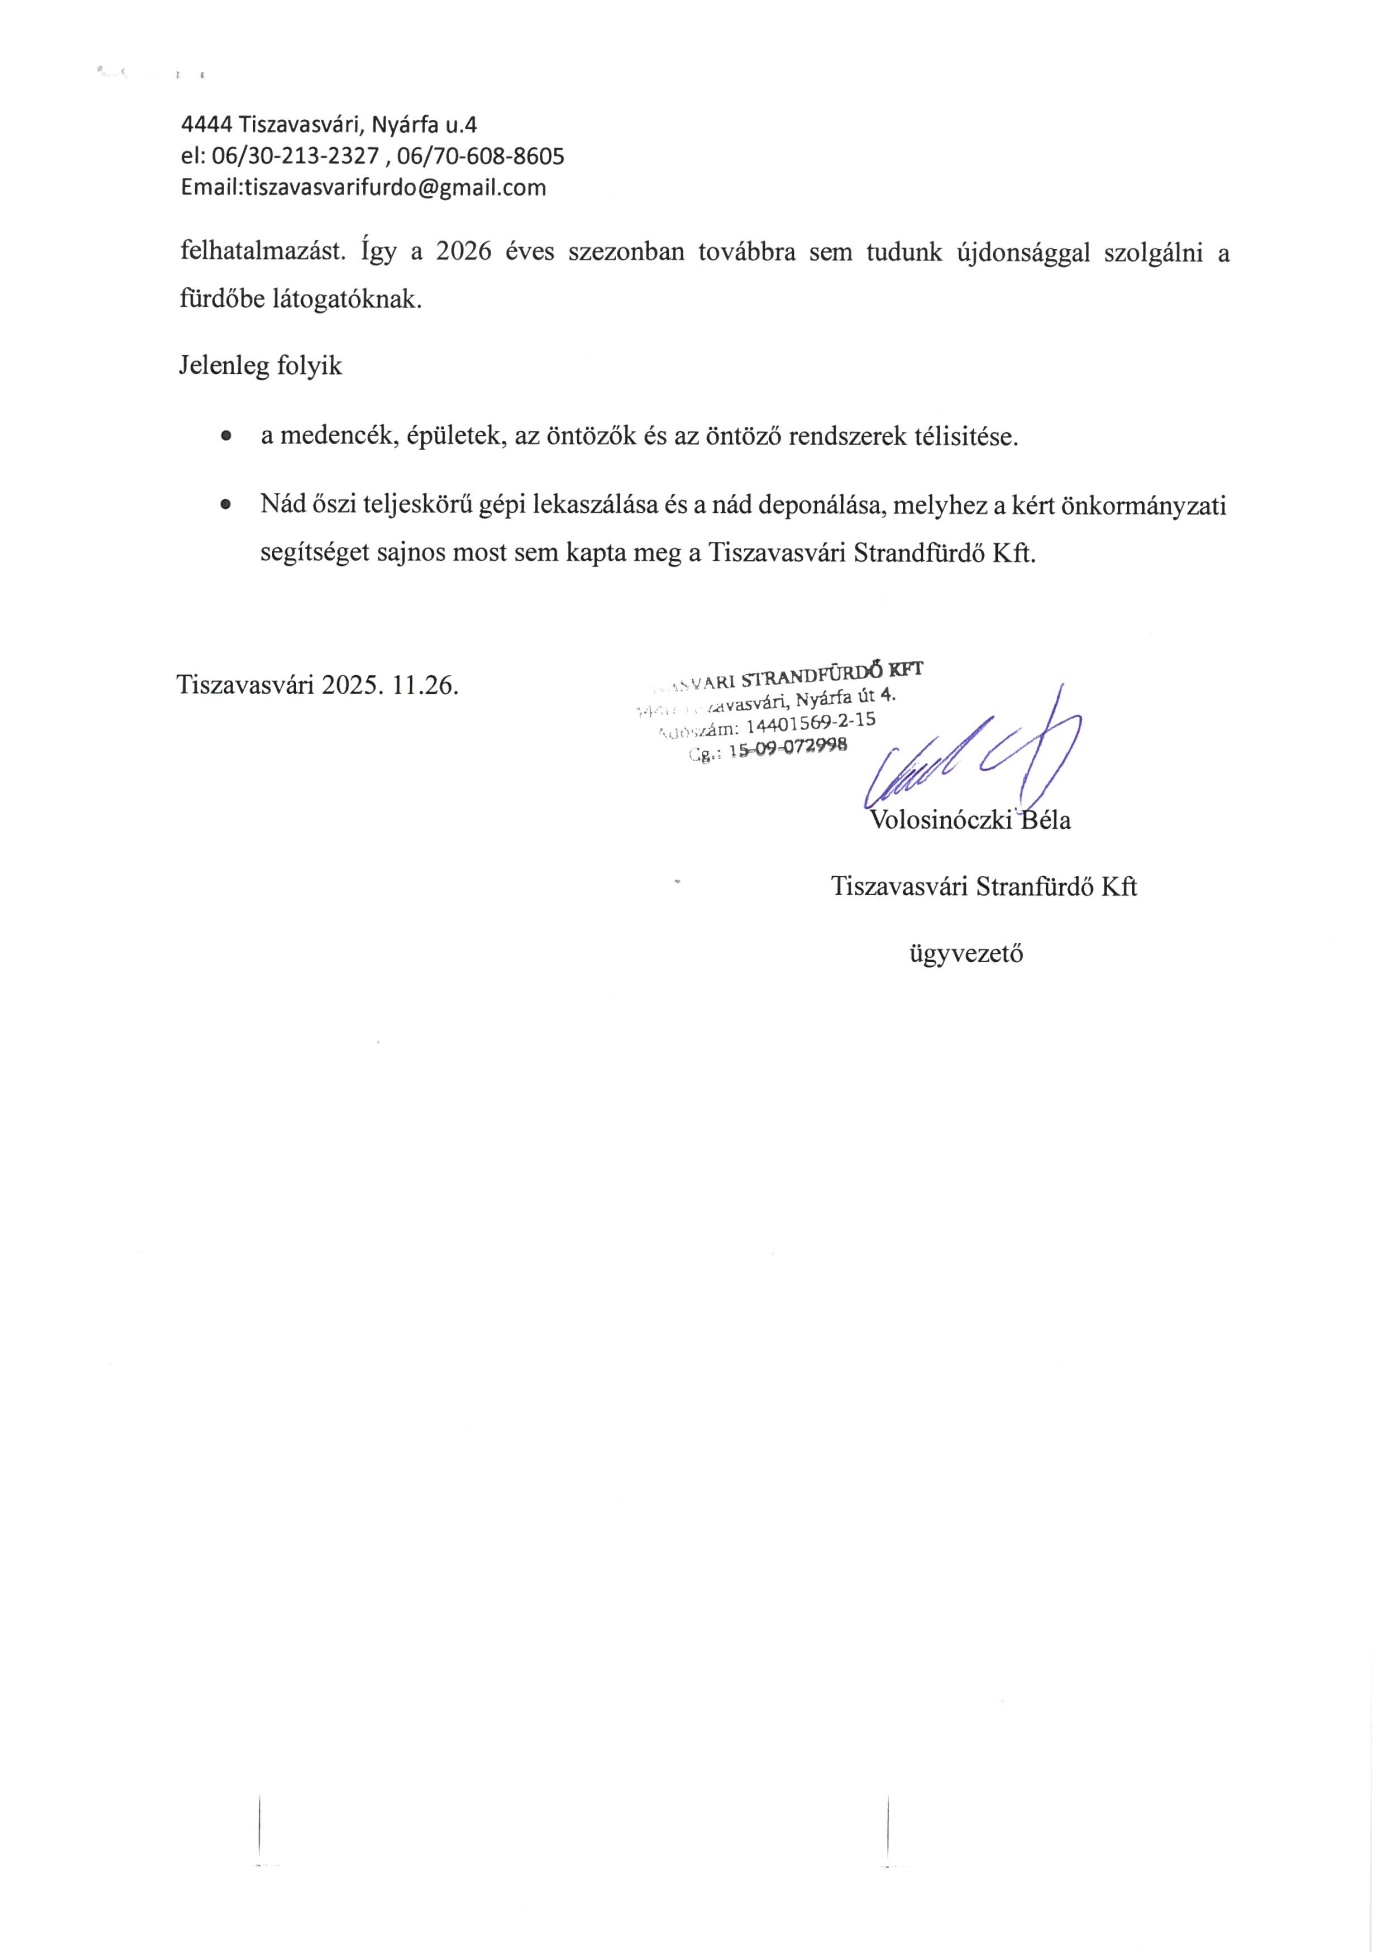 4444 Tiszavasvári, Nyárfa u.4
el: 06/30-213-2327 , 06/70-608-8605
Email:tiszavasvarifurdo@gmail.com
felhatalmazást. Így a 2026 éves szezonban továbbra sem tudunk újdonsággal szolgálni a
fürdőbe látogatóknak.
Jelenleg folyik
• a medencék, épületek, az öntözők és az öntöző rendszerek télisitése.
• Nád őszi teljeskörű gépi lekaszálása és a nád deponálása, melyhez a kért önkormányzati
segítséget sajnos most sem kapta meg a Tiszavasvári Strandfürdő Kft.
Tiszavasvári 2025. 11.26.
STRANDFÜRDŐ KFT
Nyárfa út 4.
Adószám: 14401569-2-15
Cg.: 15-09-072998
Volosinóczki Béla
Tiszavasvári Stranfürdő Kft
ügyvezető